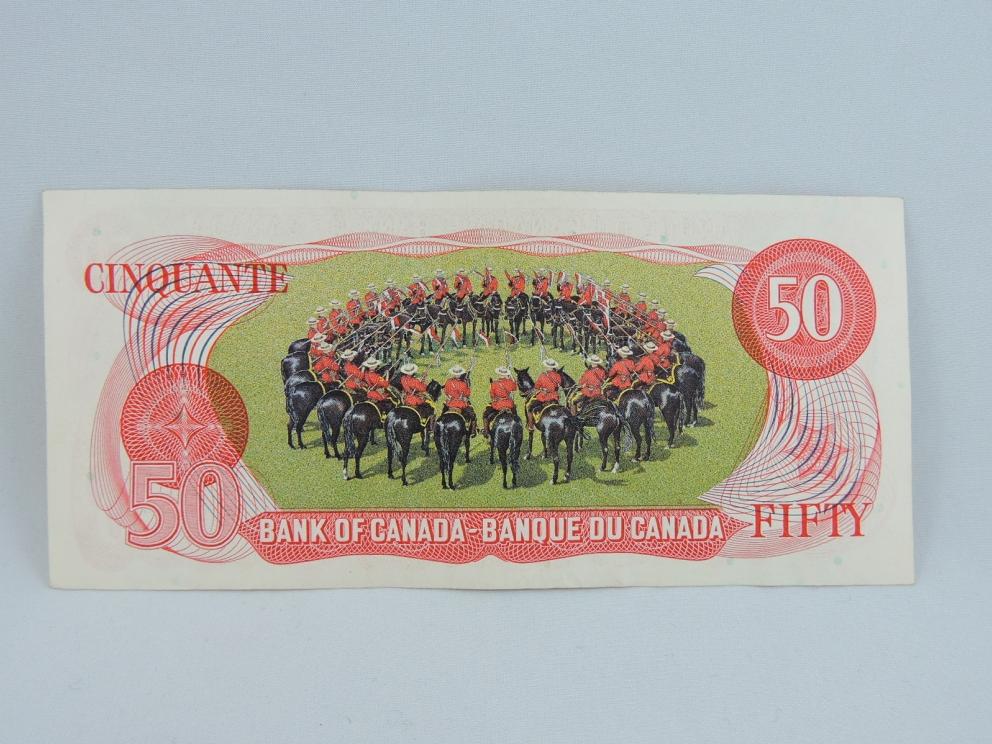 CINQUANTE
50
50
BANK OF CANADA-BANQUE DU CANADA
FIFTY